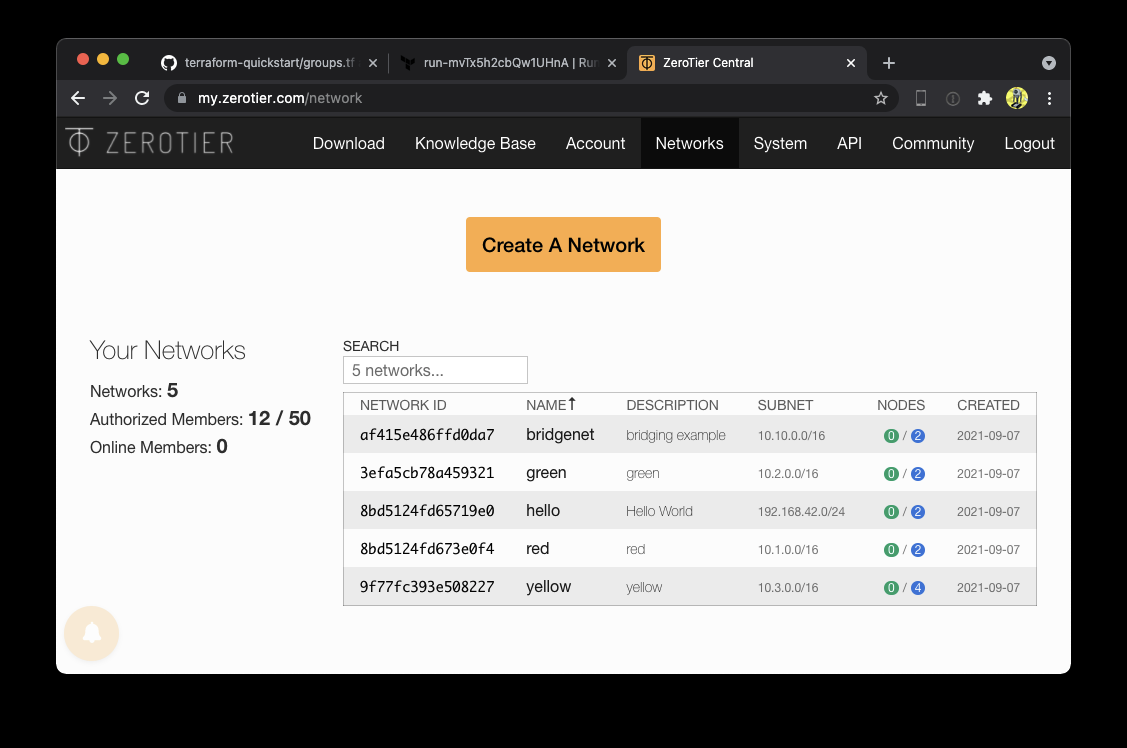 terraform-quickstart/groups.tf
run-mvTx5h2cbQw1UHnA | Run
ZeroTier Central
my.zerotier.com/network
ZEROTIER
Download Knowledge Base Account Networks System API Community Logout
Create A Network
Your Networks
Networks: 5
Authorized Members: 12 / 50
Online Members: 0
SEARCH
5 networks...
NETWORK ID NAME↑ DESCRIPTION SUBNET NODES CREATED
af415e486ffd0da7 bridgenet bridging example 10.10.0.0/16 0 / 2 2021-09-07
3efa5cb78a459321 green green 10.2.0.0/16 0 / 2 2021-09-07
8bd5124fd65719e0 hello Hello World 192.168.42.0/24 0 / 2 2021-09-07
8bd5124fd673e0f4 red red 10.1.0.0/16 0 / 2 2021-09-07
9f77fc393e508227 yellow yellow 10.3.0.0/16 0 / 4 2021-09-07